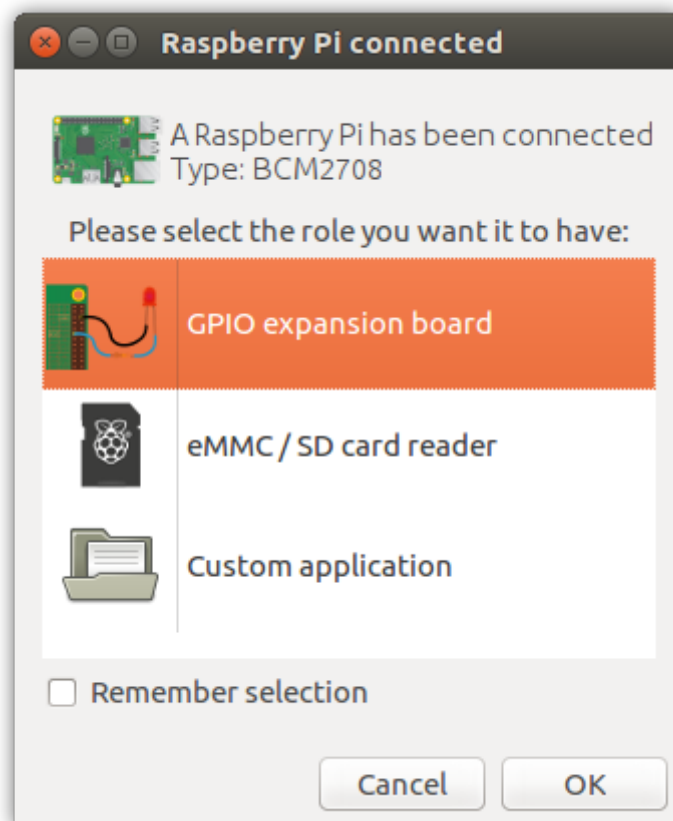 Raspberry Pi connected
A Raspberry Pi has been connected
Type: BCM2708
Please select the role you want it to have:
GPIO expansion board
eMMC / SD card reader
Custom application
Remember selection
Cancel OK